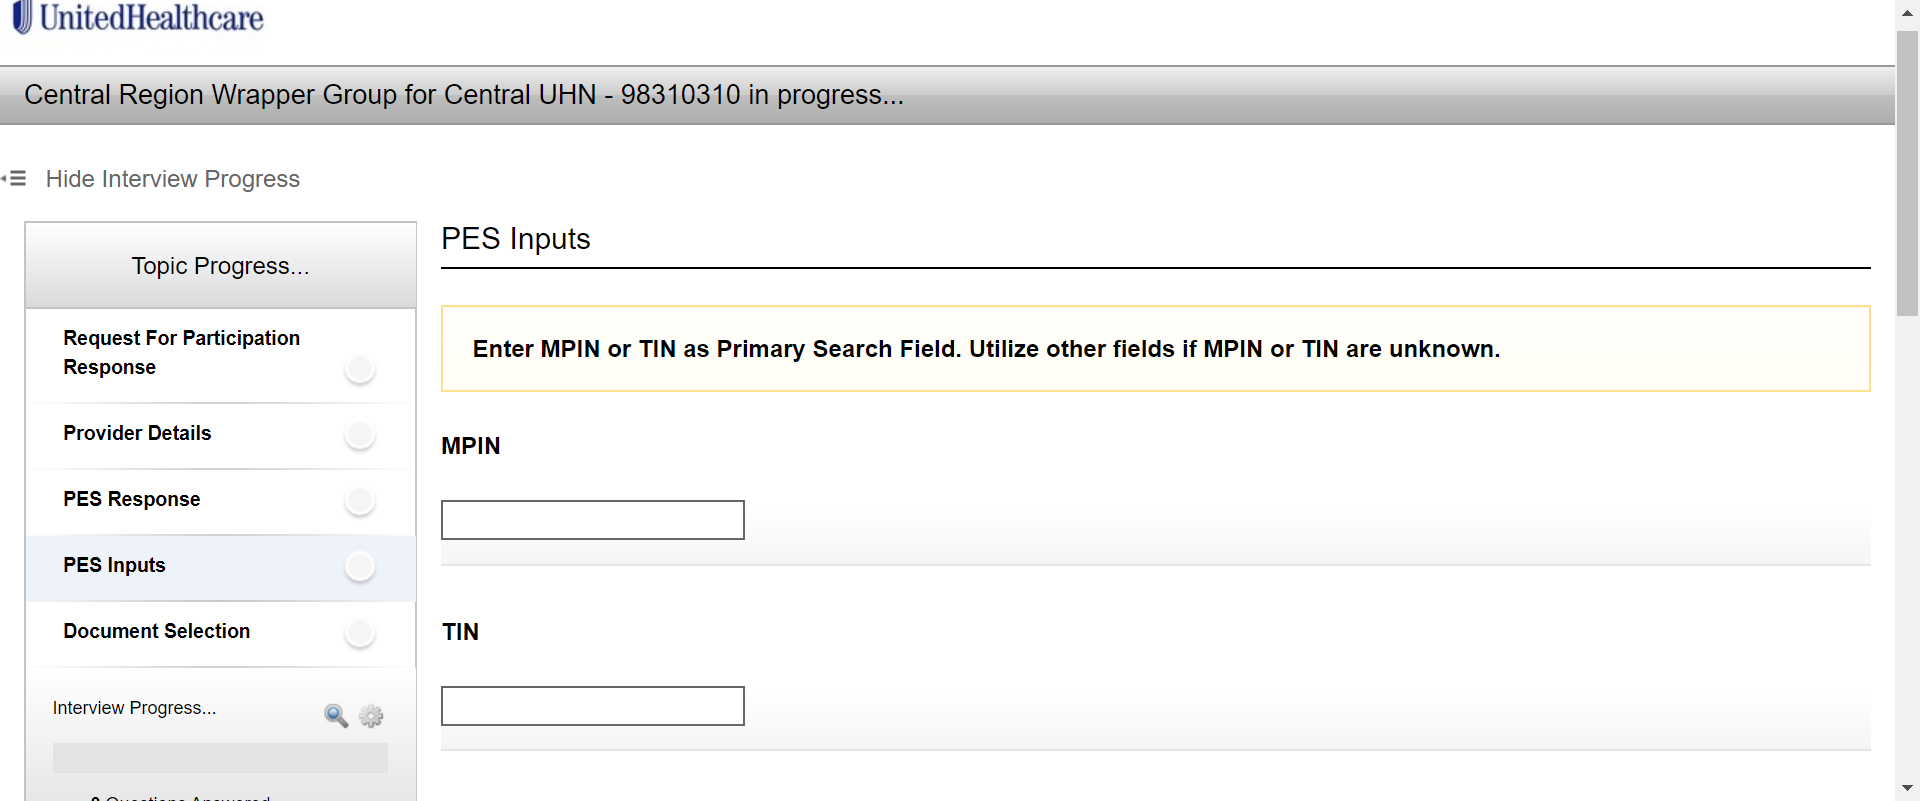 UnitedHealthcare
Central Region Wrapper Group for Central UHN - 98310310 in progress...
Hide Interview Progress
Topic Progress...
Request For Participation
Response
Provider Details
PES Response
PES Inputs
Document Selection
Interview Progress...
PES Inputs
Enter MPIN or TIN as Primary Search Field. Utilize other fields if MPIN or TIN are unknown.
MPIN
TIN